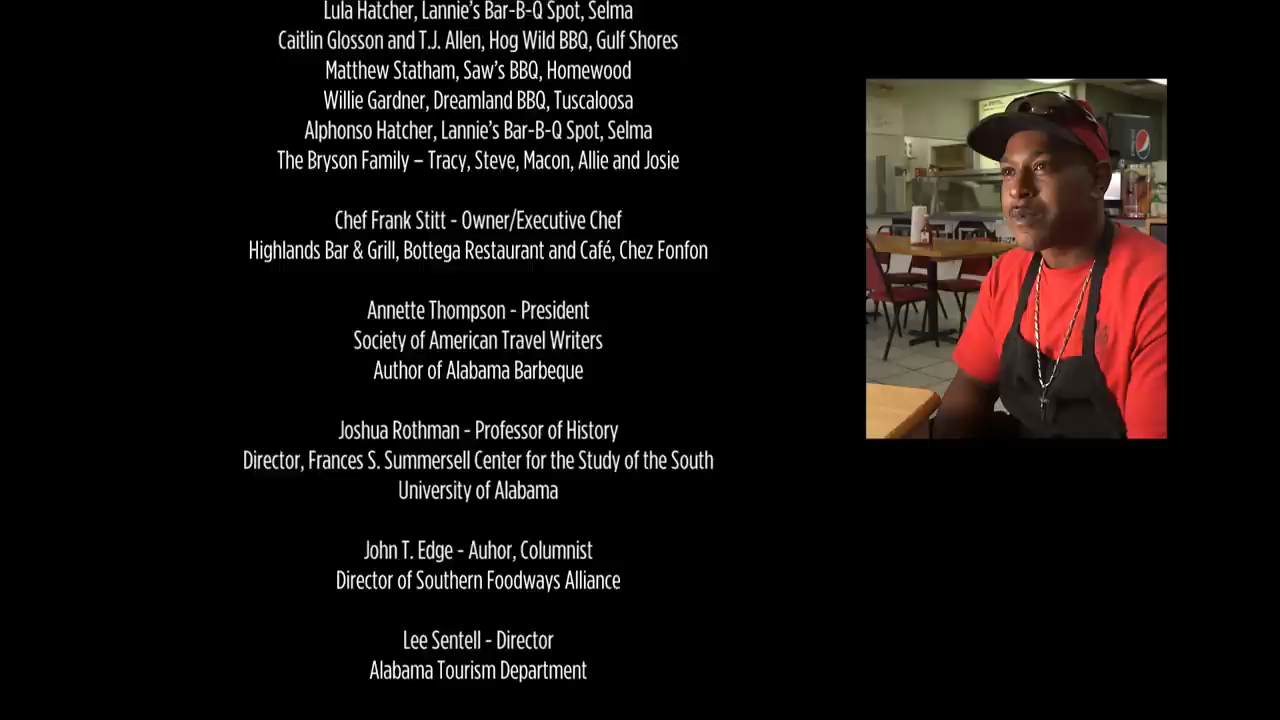 Lula Hatcher, Lannie's Bar-B-Q Spot, Selma
Caitlin Glosson and T.J. Allen, Hog Wild BBQ, Gulf Shores
Matthew Statham, Saw's BBQ, Homewood
Willie Gardner, Dreamland BBQ, Tuscaloosa
Alphonso Hatcher, Lannie's Bar-B-Q Spot, Selma
The Bryson Family – Tracy, Steve, Macon, Allie and Josie
Chef Frank Stitt - Owner/Executive Chef
Highlands Bar & Grill, Bottega Restaurant and Café, Chez Fonfon
Annette Thompson - President
Society of American Travel Writers
Author of Alabama Barbeque
Joshua Rothman - Professor of History
Director, Frances S. Summersell Center for the Study of the South
University of Alabama
John T. Edge - Auhor, Columnist
Director of Southern Foodways Alliance
Lee Sentell - Director
Alabama Tourism Department